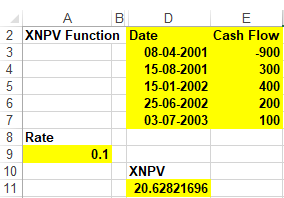 A B D E
2 XNPV Function Date Cash Flow
3 08-04-2001 -900
4 15-08-2001 300
5 15-01-2002 400
6 25-06-2002 200
7 03-07-2003 100
8 Rate
9 0.1
10 XNPV
11 20.62821696